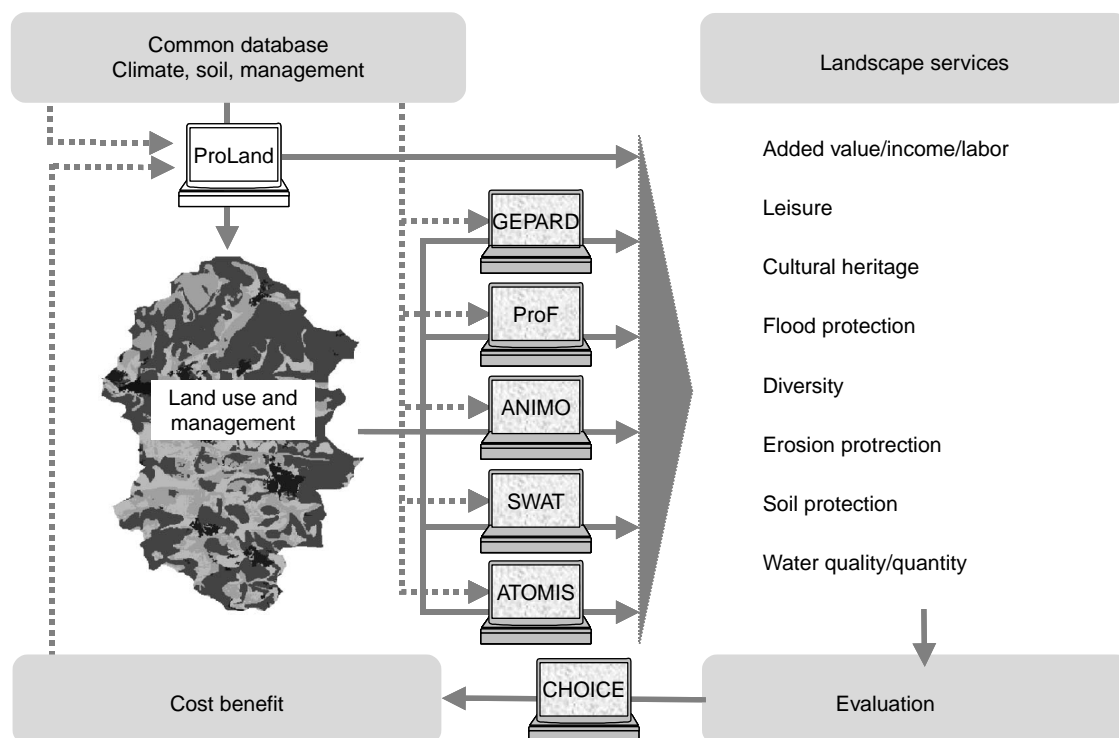 Common database
Climate, soil, management
Landscape services
ProLand
Added value/income/labor
Leisure
Cultural heritage
Flood protection
Diversity
Erosion protrection
Soil protection
Water quality/quantity
GEPARD
ProF
ANIMO
SWAT
ATOMIS
Land use and
management
Cost benefit
CHOICE
Evaluation